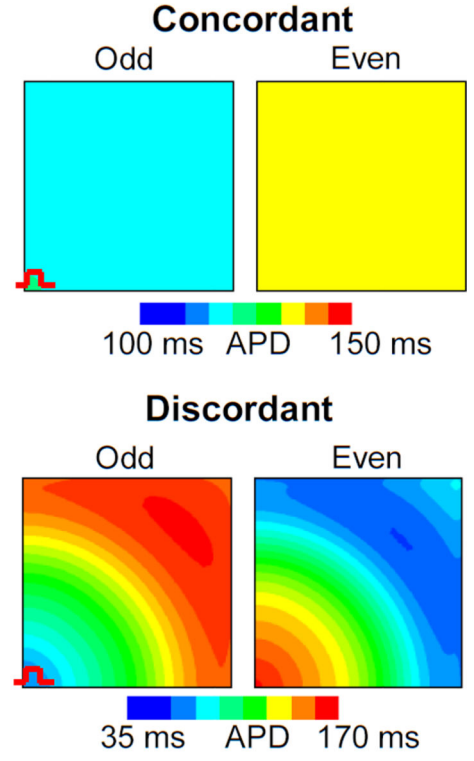 Concordant
Odd Even
100 ms APD 150 ms
Discordant
Odd Even
35 ms APD 170 ms